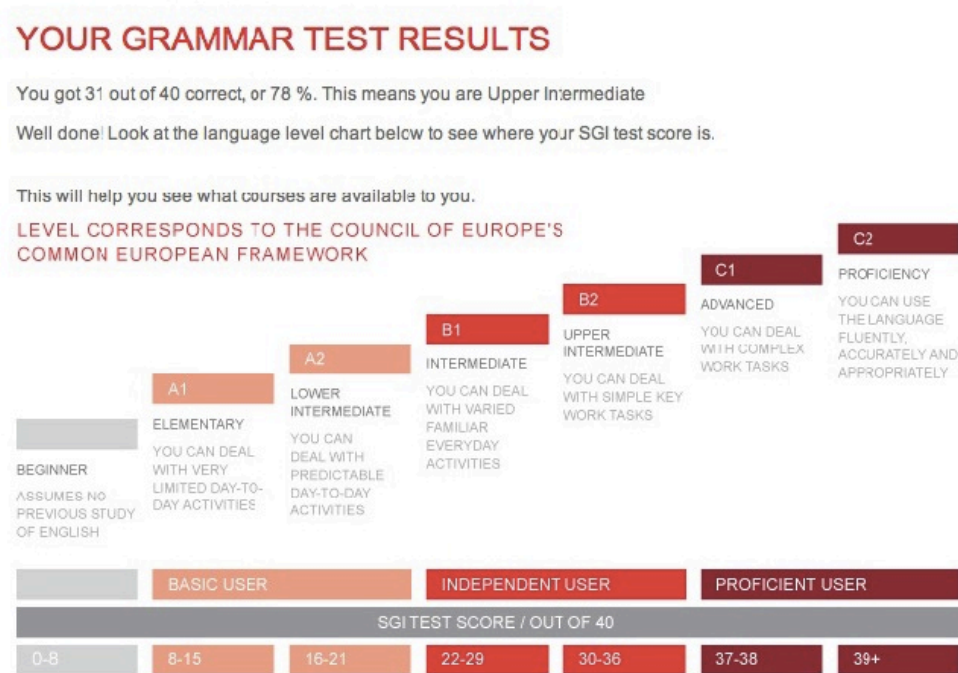 YOUR GRAMMAR TEST RESULTS
You got 31 out of 40 correct, or 78 %. This means you are Upper Intermediate
Well done! Look at the language level chart below to see where your SGI test score is.
This will help you see what courses are available to you.
LEVEL CORRESPONDS TO THE COUNCIL OF EUROPE'S
COMMON EUROPEAN FRAMEWORK
BEGINNER
ASSUMES NO
PREVIOUS STUDY
OF ENGLISH
A1
ELEMENTARY
YOU CAN DEAL
WITH VERY
LIMITED DAY-TO-
DAY ACTIVITIES
A2
LOWER
INTERMEDIATE
YOU CAN
DEAL WITH
PREDICTABLE
DAY-TO-DAY
ACTIVITIES
B1
INTERMEDIATE
YOU CAN DEAL
WITH VARIED
FAMILIAR
EVERYDAY
ACTIVITIES
B2
UPPER
INTERMEDIATE
YOU CAN DEAL
WITH SIMPLE KEY
WORK TASKS
C1
ADVANCED
YOU CAN DEAL
WITH COMPLEX
WORK TASKS
C2
PROFICIENCY
YOU CAN USE
THE LANGUAGE
FLUENTLY,
ACCURATELY AND
APPROPRIATELY
BASIC USER INDEPENDENT USER PROFICIENT USER
SGI TEST SCORE / OUT OF 40
0-8 8-15 16-21 22-29 30-36 37-38 39+